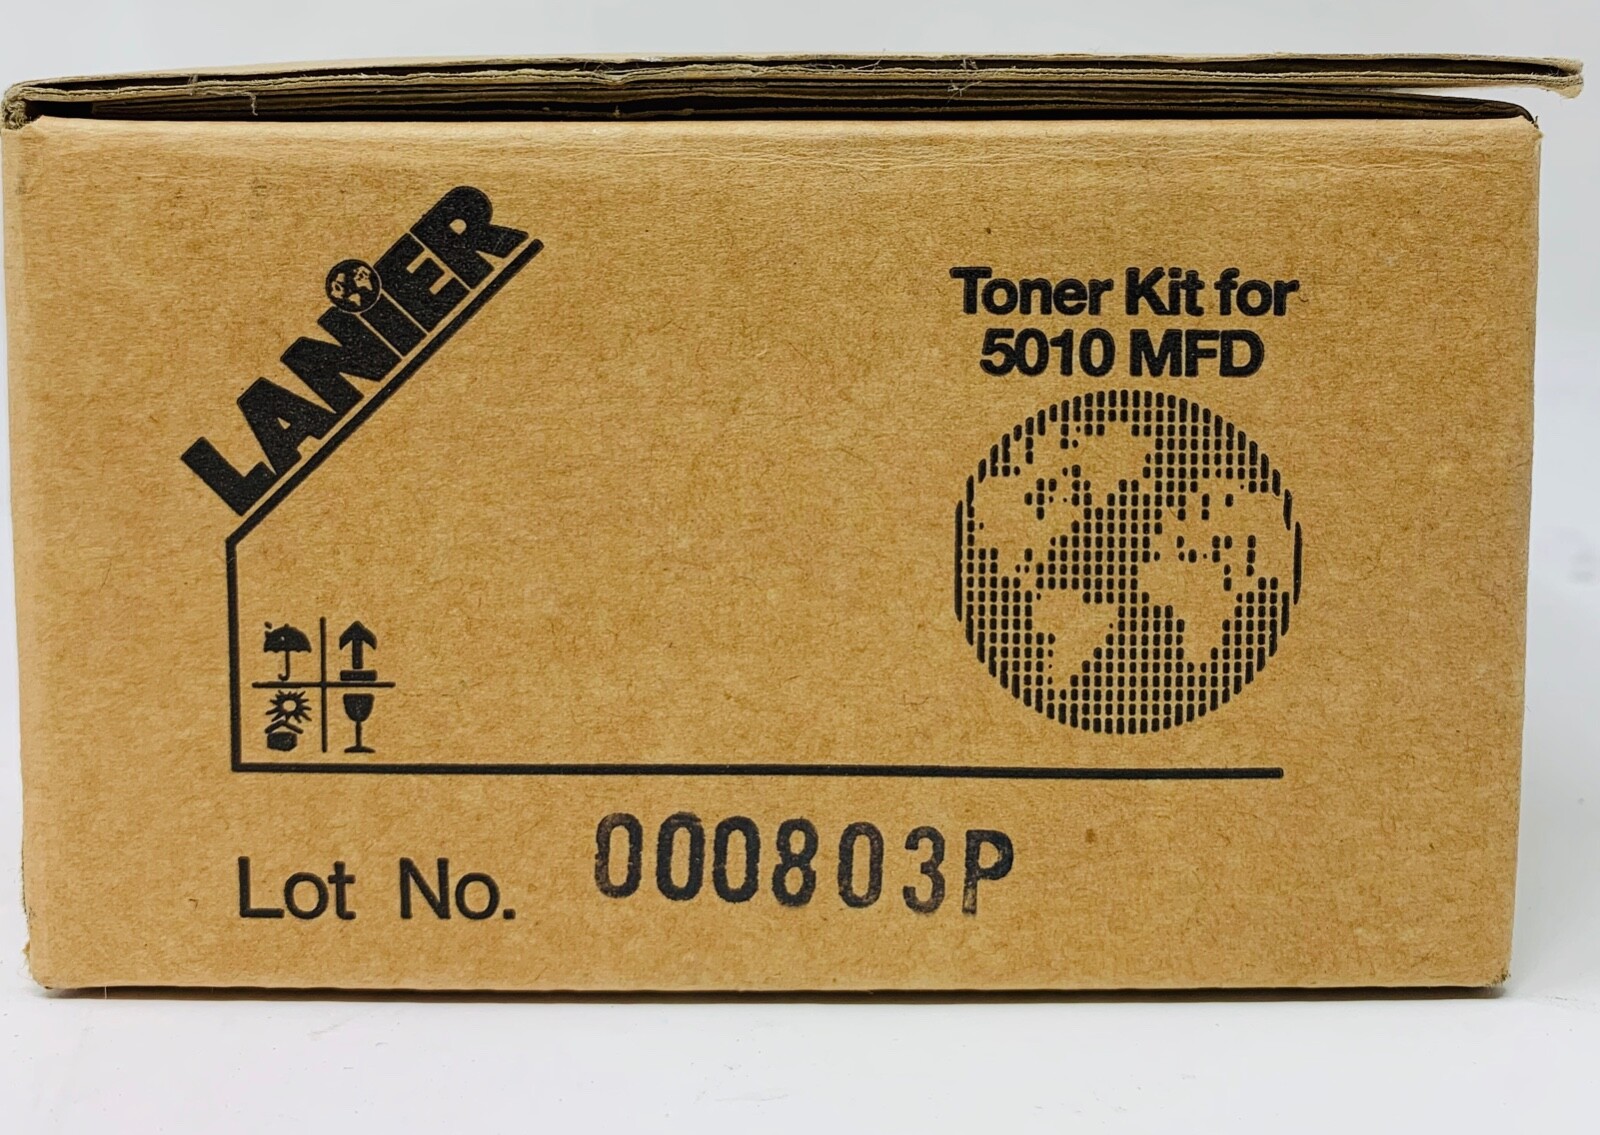 LANIER
Toner Kit for
5010 MFD
Lot No. 000803P